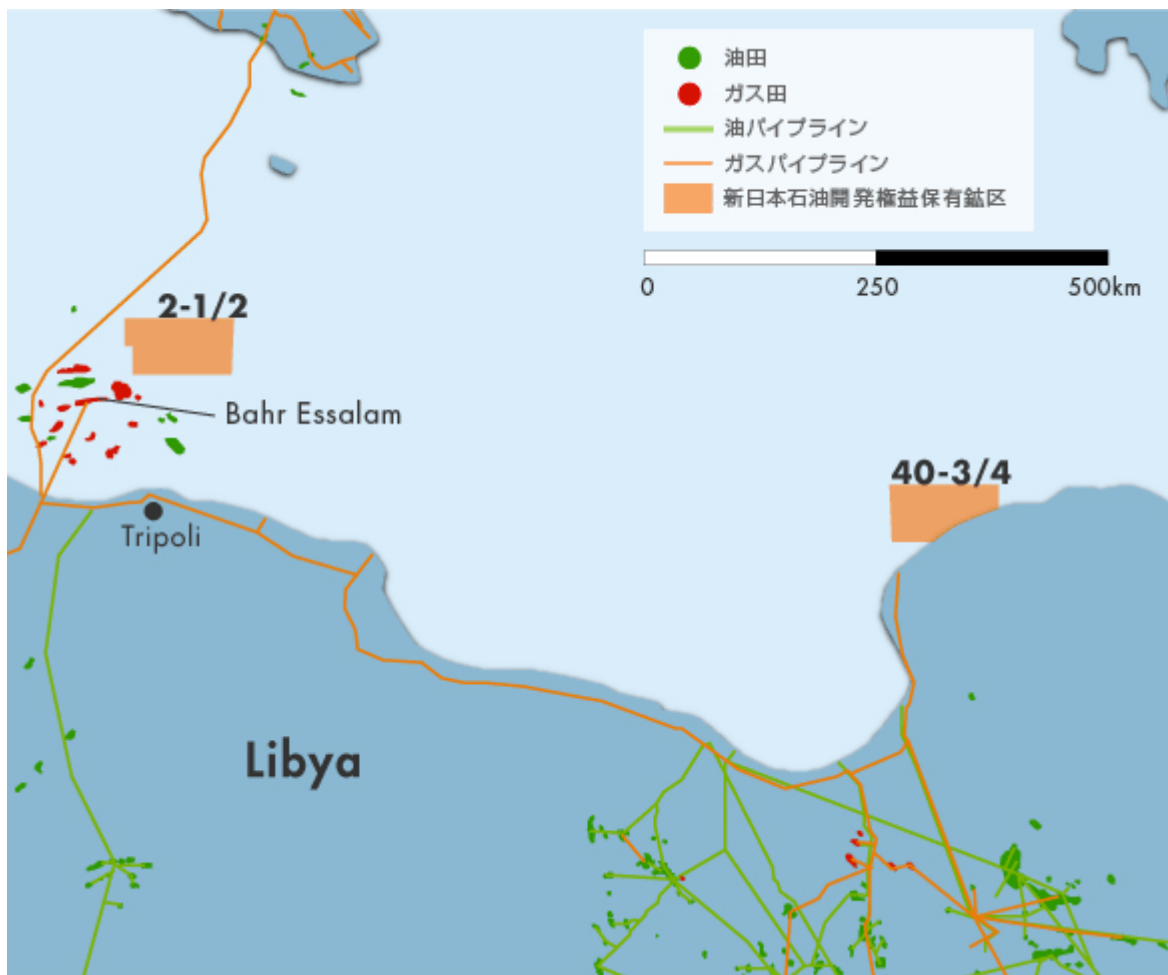 油田
ガス田
油パイプライン
ガスパイプライン
新日本石油開発権益保有鉱区
0 250 500km
2-1/2
Bahr Essalam
40-3/4
Tripoli
Libya